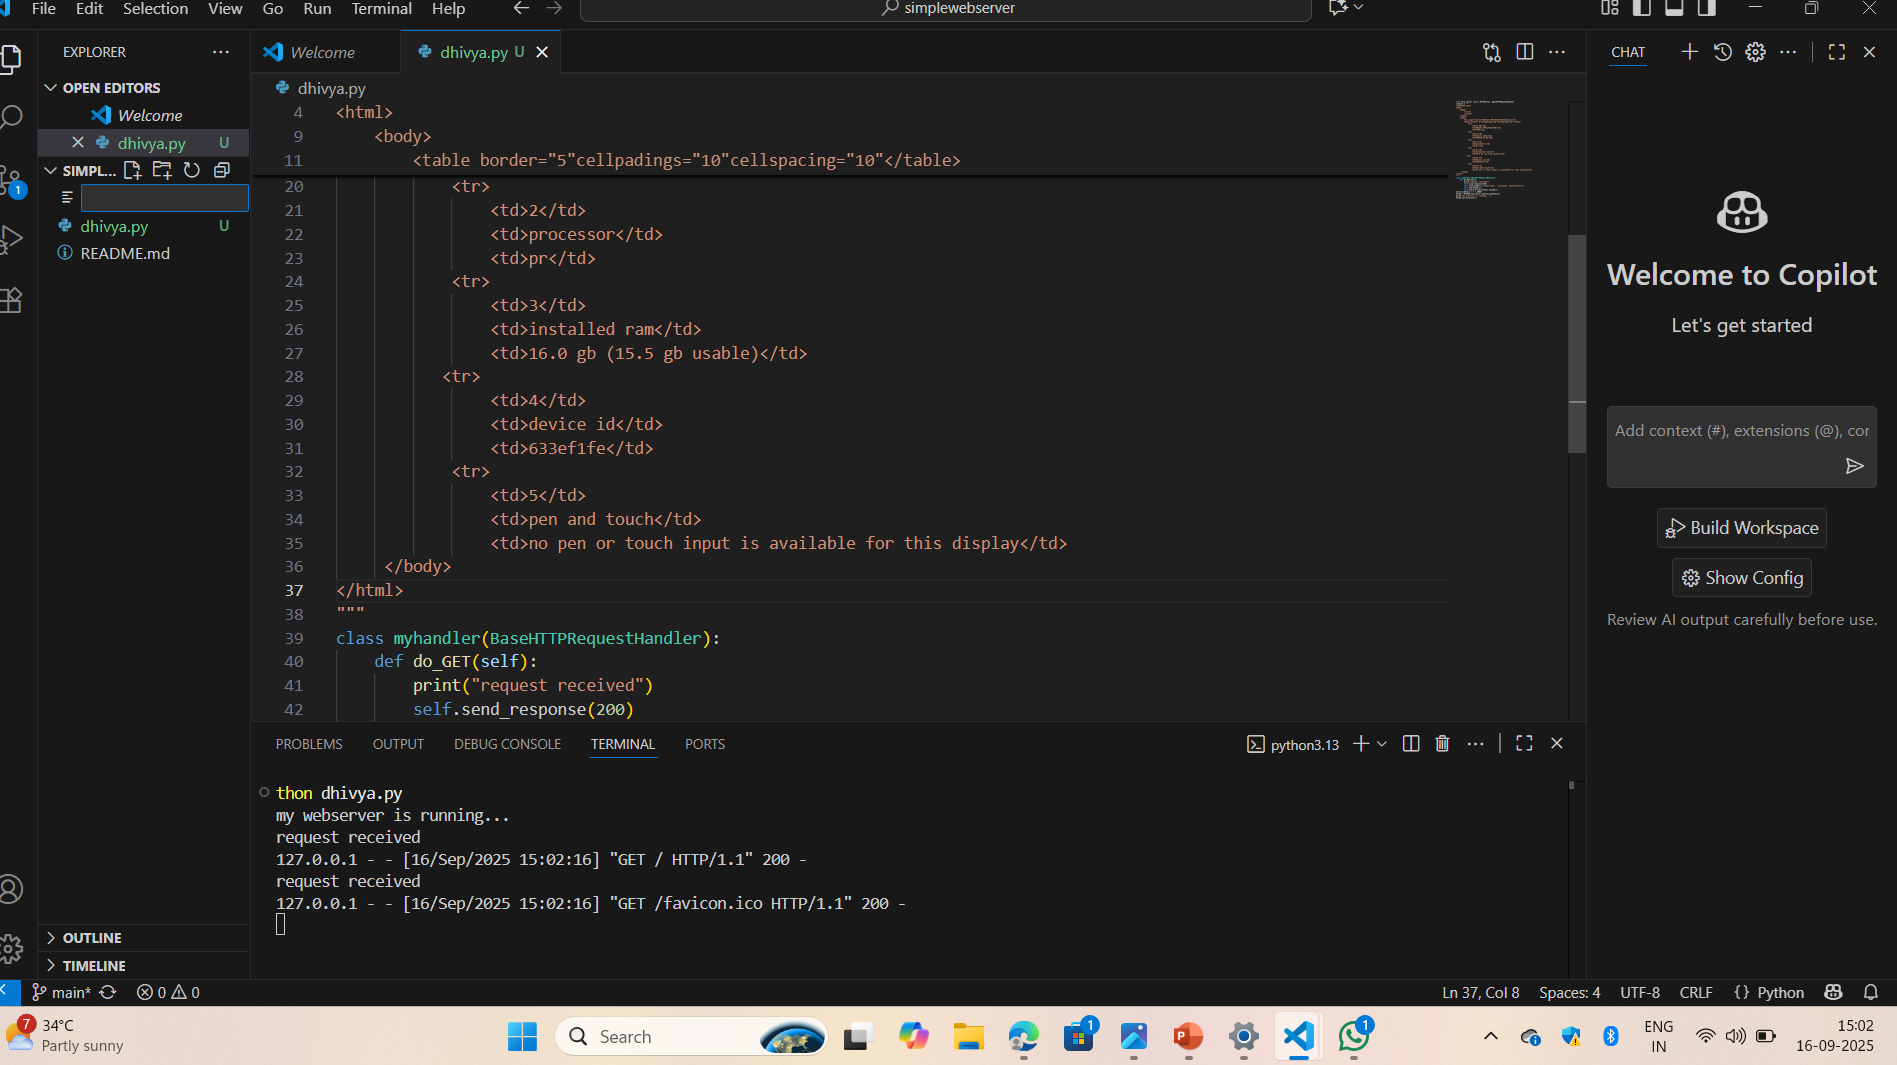 File Edit Selection View Go Run Terminal Help
simplewebserver
EXPLORER
OPEN EDITORS
Welcome
dhivya.py U
SIMPL...
dhivya.py U
README.md
OUTLINE
TIMELINE
1
Welcome
dhivya.py U
dhivya.py
4 <html>
9 <body>
11 <table border="5"cellpadings="10"cellspacing="10"</table>
20 <tr>
21 <td>2</td>
22 <td>processor</td>
23 <td>pr</td>
24 <tr>
25 <td>3</td>
26 <td>installed ram</td>
27 <td>16.0 gb (15.5 gb usable)</td>
28 <tr>
29 <td>4</td>
30 <td>device id</td>
31 <td>633ef1fe</td>
32 <tr>
33 <td>5</td>
34 <td>pen and touch</td>
35 <td>no pen or touch input is available for this display</td>
36 </body>
37 </html>
38 """
39 class myhandler(BaseHTTPRequestHandler):
40 def do_GET(self):
41 print("request received")
42 self.send_response(200)
PROBLEMS OUTPUT DEBUG CONSOLE TERMINAL PORTS
python3.13
thon dhivya.py
my webserver is running...
request received
127.0.0.1 - - [16/Sep/2025 15:02:16] "GET / HTTP/1.1" 200 -
request received
127.0.0.1 - - [16/Sep/2025 15:02:16] "GET /favicon.ico HTTP/1.1" 200 -
CHAT
Welcome to Copilot
Let's get started
Add context (#), extensions (@), cor
Build Workspace
Show Config
Review AI output carefully before use.
main* 0 0
Ln 37, Col 8 Spaces: 4 UTF-8 CRLF {} Python
7
34°C
Partly sunny
Search
1
1
ENG
IN
15:02
16-09-2025